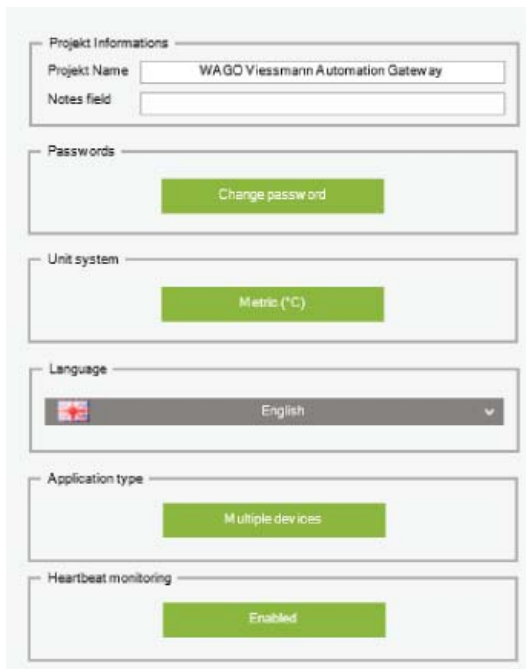 Projekt Informations
Projekt Name WAGO Viessmann Automation Gateway
Notes field
Passwords
Change password
Unit system
Metric (°C)
Language
English
Application type
Multiple devices
Heartbeat monitoring
Enabled